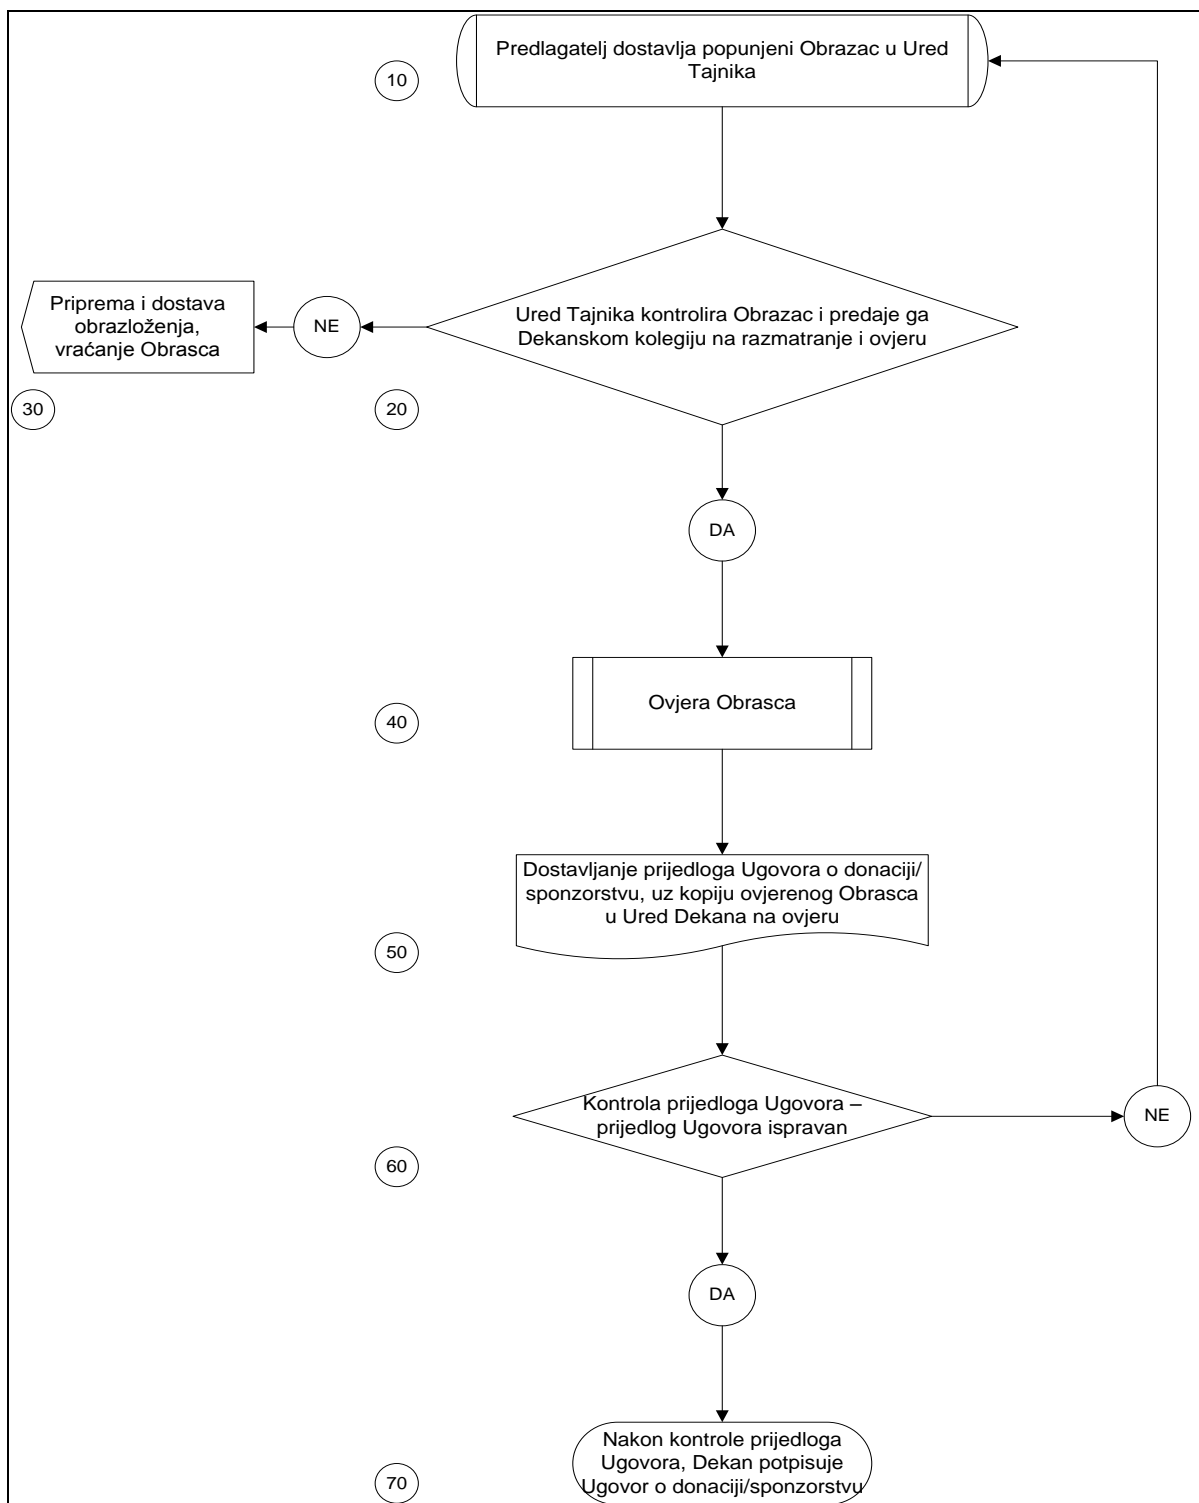 Predlagatelj dostavlja popunjeni Obrazac u Ured
Tajnika
10
Ured Tajnika kontrolira Obrazac i predaje ga
Dekanskom kolegiju na razmatranje i ovjeru
NE
Priprema i dostava
obrazloženja,
vraćanje Obrasca
30
20
DA
Ovjera Obrasca
40
Dostavljanje prijedloga Ugovora o donaciji/
sponzorstvu, uz kopiju ovjerenog Obrasca
u Ured Dekana na ovjeru
50
Kontrola prijedloga Ugovora –
prijedlog Ugovora ispravan
NE
60
DA
Nakon kontrole prijedloga
Ugovora, Dekan potpisuje
Ugovor o donaciji/sponzorstvu
70